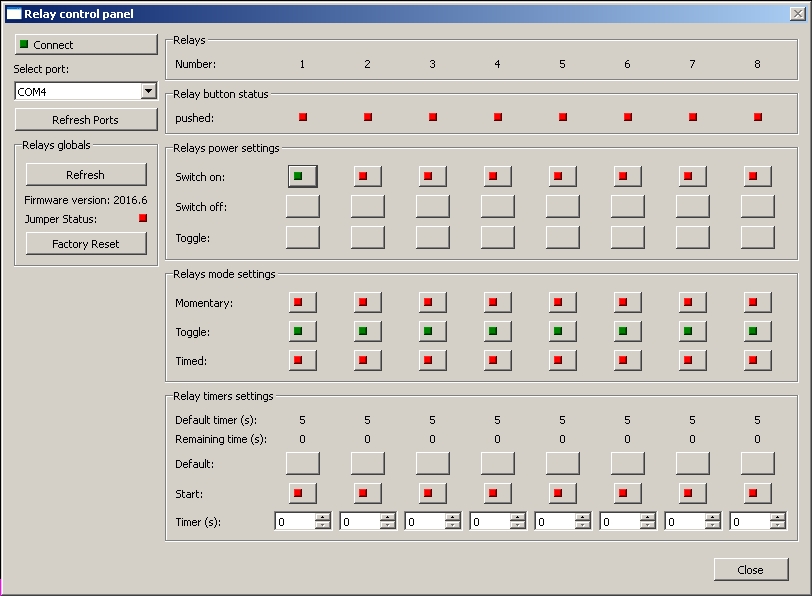 Relay control panel
Connect
Select port:
COM4
Refresh Ports
Relays globals
Refresh
Firmware version: 2016.6
Jumper Status:
Factory Reset
Relays
Number: 1 2 3 4 5 6 7 8
Relay button status
pushed:
Relays power settings
Switch on:
Switch off:
Toggle:
Relays mode settings
Momentary:
Toggle:
Timed:
Relay timers settings
Default timer (s): 5 5 5 5 5 5 5 5
Remaining time (s): 0 0 0 0 0 0 0 0
Default:
Start:
Timer (s): 0 0 0 0 0 0 0 0
Close